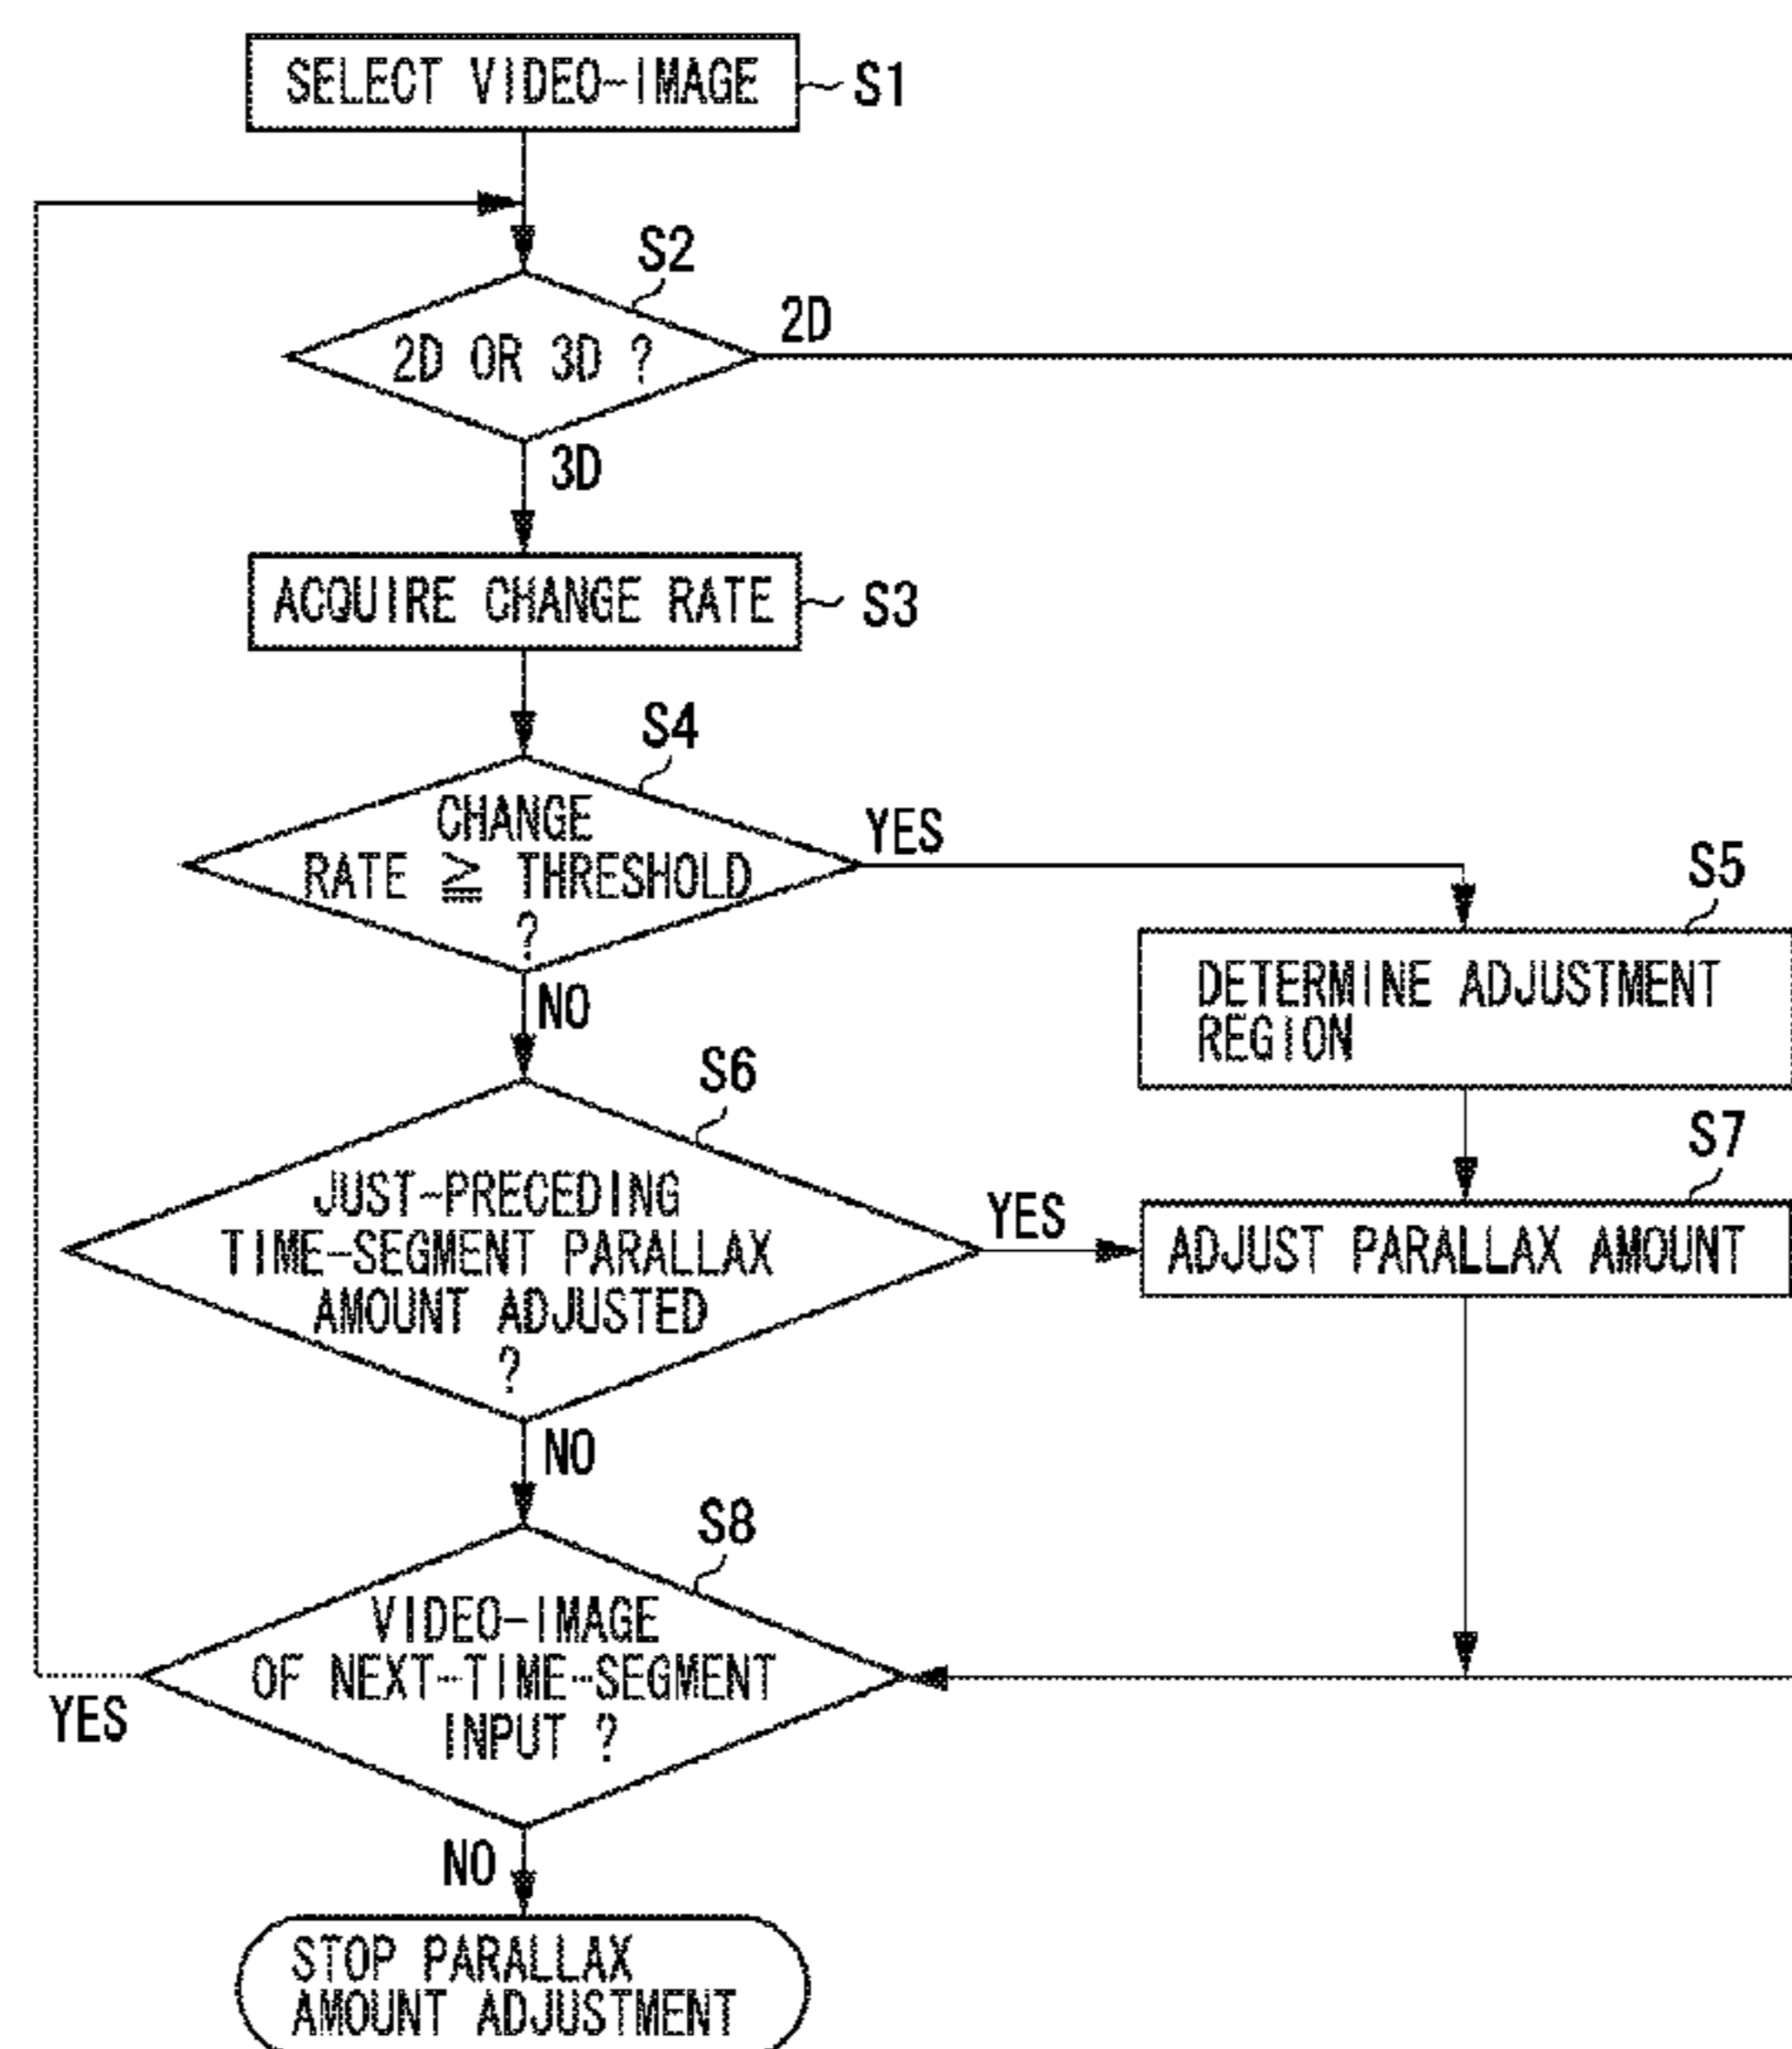 SELECT VIDEO-IMAGE
S1
S2
2D OR 3D ?
2D
3D
ACQUIRE CHANGE RATE
S3
S4
CHANGE
RATE ≧ THRESHOLD
?
YES
NO
S5
DETERMINE ADJUSTMENT
REGION
S6
JUST-PRECEDING
TIME-SEGMENT PARALLAX
AMOUNT ADJUSTED
?
YES
NO
S7
ADJUST PARALLAX AMOUNT
S8
VIDEO-IMAGE
OF NEXT-TIME-SEGMENT
INPUT ?
YES
NO
STOP PARALLAX
AMOUNT ADJUSTMENT